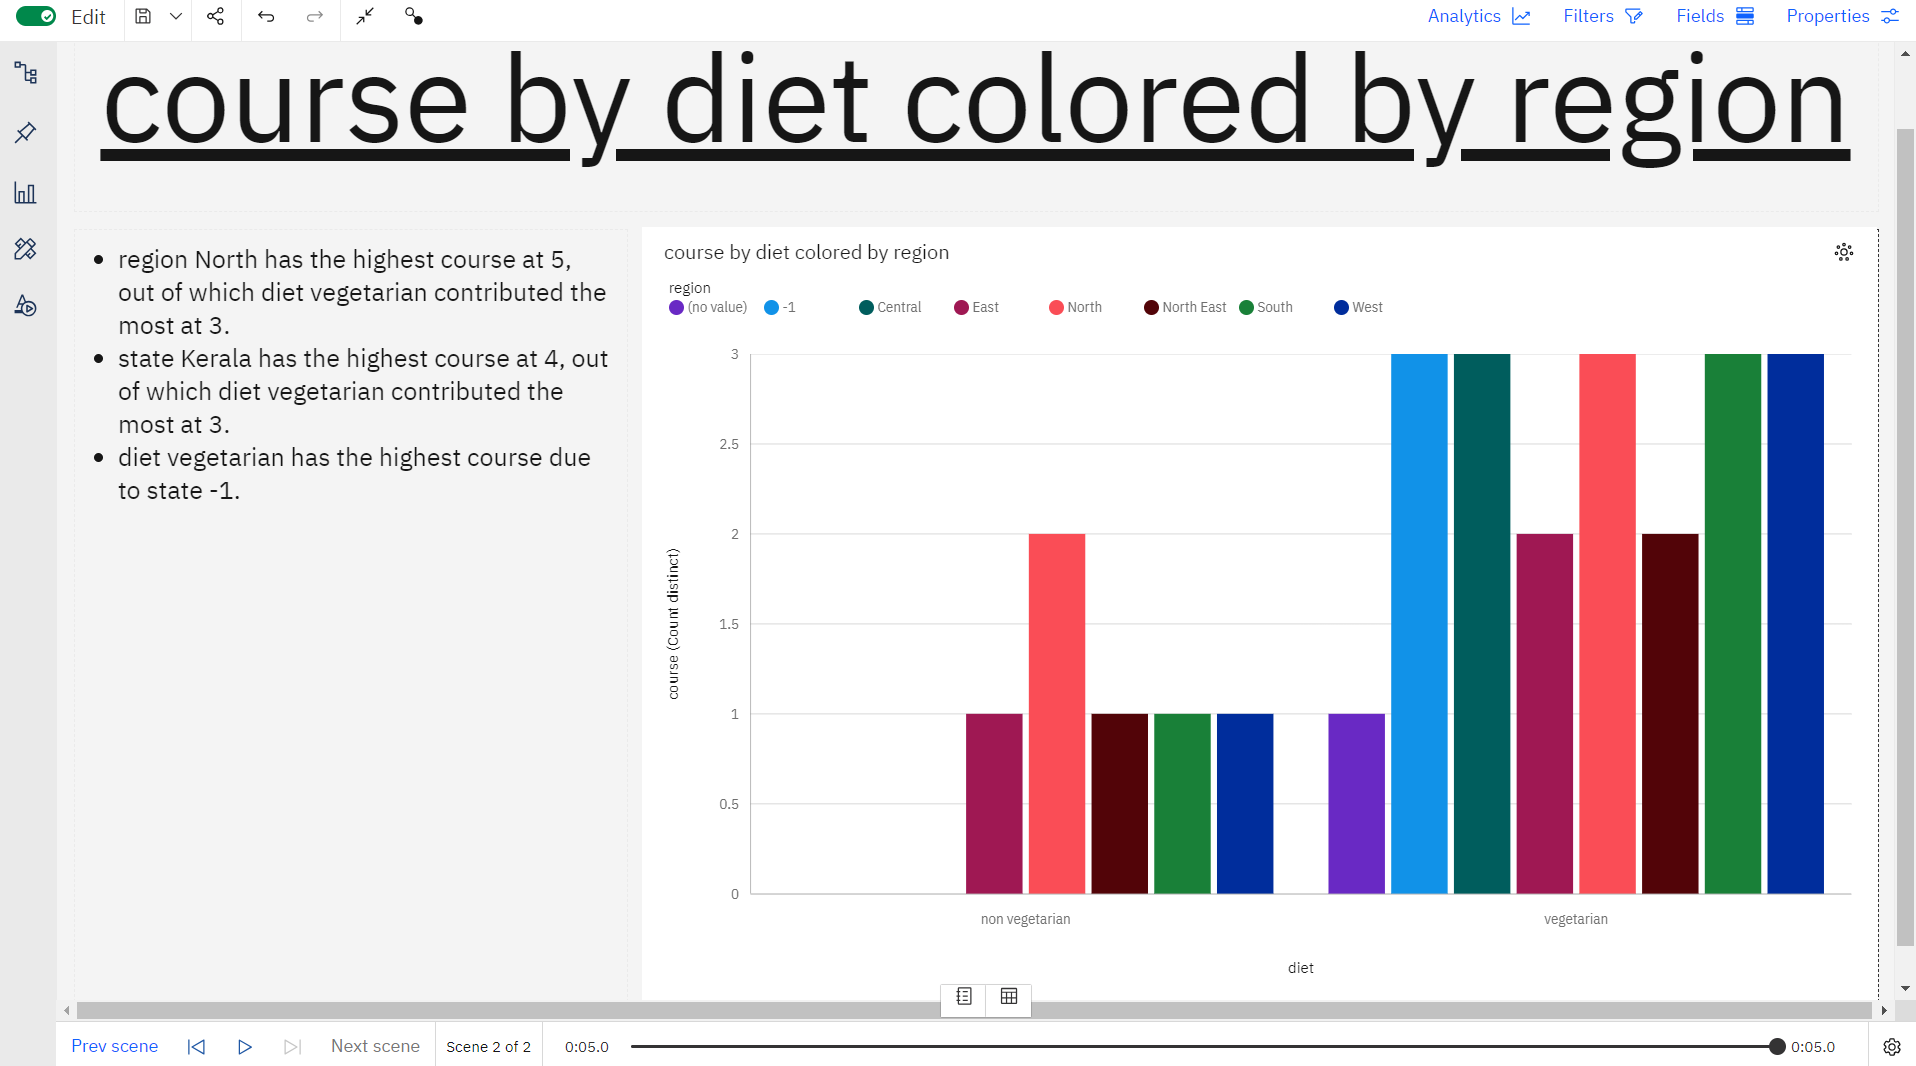 Edit
Analytics
Filters
Fields
Properties
course by diet colored by region
region North has the highest course at 5,
out of which diet vegetarian contributed the
most at 3.
state Kerala has the highest course at 4, out
of which diet vegetarian contributed the
most at 3.
diet vegetarian has the highest course due
to state -1.
course by diet colored by region
region
(no value) -1 Central East North North East South West
3
2.5
2
1.5
1
0.5
0
course (Count distinct)
non vegetarian vegetarian
diet
Prev scene
Next scene
Scene 2 of 2
0:05.0
0:05.0